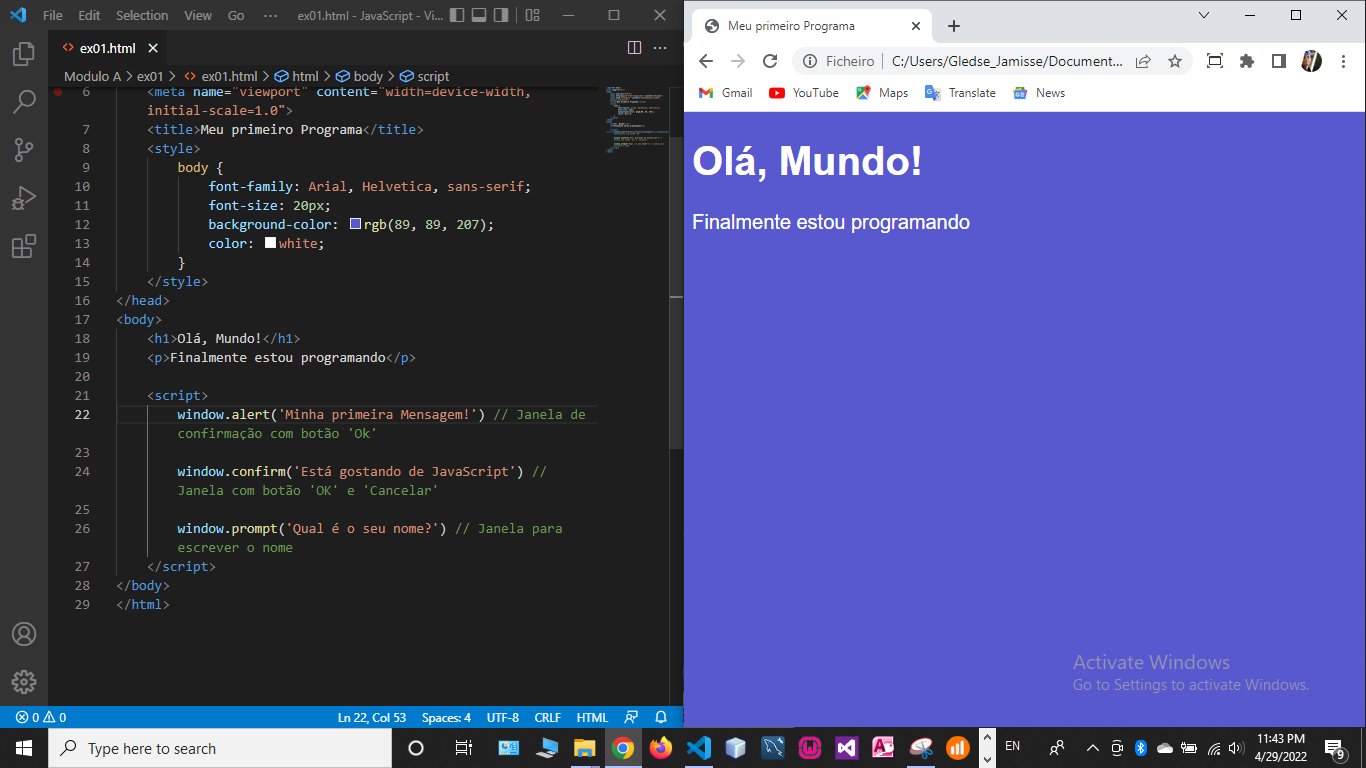 File Edit Selection View Go ··· ex01.html - JavaScript - Vi...
ex01.html
Modulo A > ex01 > ex01.html > html > body > script
6 <meta name="viewport" content="width=device-width,
initial-scale=1.0">
7 <title>Meu primeiro Programa</title>
8 <style>
9 body {
10 font-family: Arial, Helvetica, sans-serif;
11 font-size: 20px;
12 background-color: rgb(89, 89, 207);
13 color: white;
14 }
15 </style>
16 </head>
17 <body>
18 <h1>Olá, Mundo!</h1>
19 <p>Finalmente estou programando</p>
20
21 <script>
22 window.alert('Minha primeira Mensagem!') // Janela de
confirmação com botão 'Ok'
23
24 window.confirm('Está gostando de JavaScript') //
Janela com botão 'OK' e 'Cancelar'
25
26 window.prompt('Qual é o seu nome?') // Janela para
escrever o nome
27 </script>
28 </body>
29 </html>
0 0 Ln 22, Col 53 Spaces: 4 UTF-8 CRLF HTML
Meu primeiro Programa
Ficheiro | C:/Users/Gledse_Jamisse/Document...
Gmail YouTube Maps Translate News
Olá, Mundo!
Finalmente estou programando
Activate Windows
Go to Settings to activate Windows.
Type here to search
EN
11:43 PM
4/29/2022
9